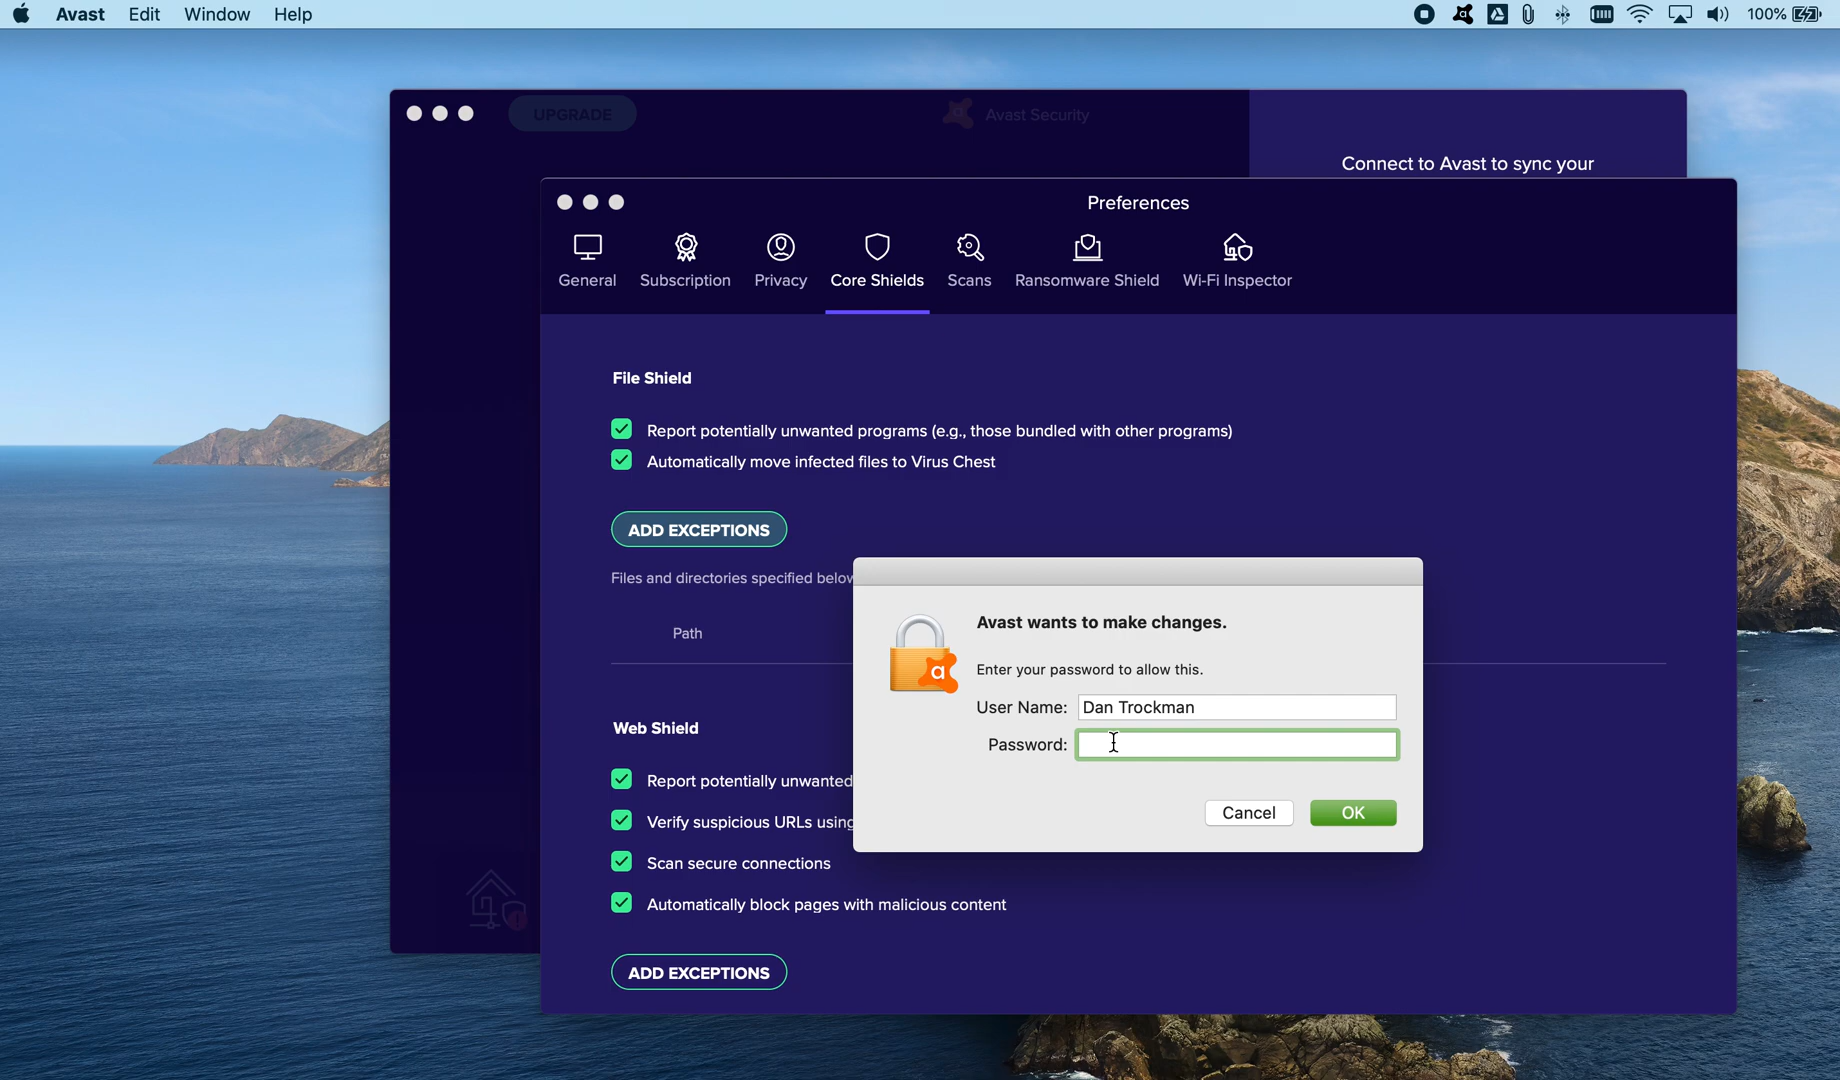 Avast Edit Window Help 100%
UPGRADE Avast Security
Connect to Avast to sync your
Preferences
General Subscription Privacy Core Shields Scans Ransomware Shield Wi-Fi Inspector
File Shield
Report potentially unwanted programs (e.g., those bundled with other programs)
Automatically move infected files to Virus Chest
ADD EXCEPTIONS
Files and directories specified below
Path
Avast wants to make changes.
Enter your password to allow this.
User Name: Dan Trockman
Password:
Cancel OK
Web Shield
Report potentially unwanted
Verify suspicious URLs using
Scan secure connections
Automatically block pages with malicious content
ADD EXCEPTIONS